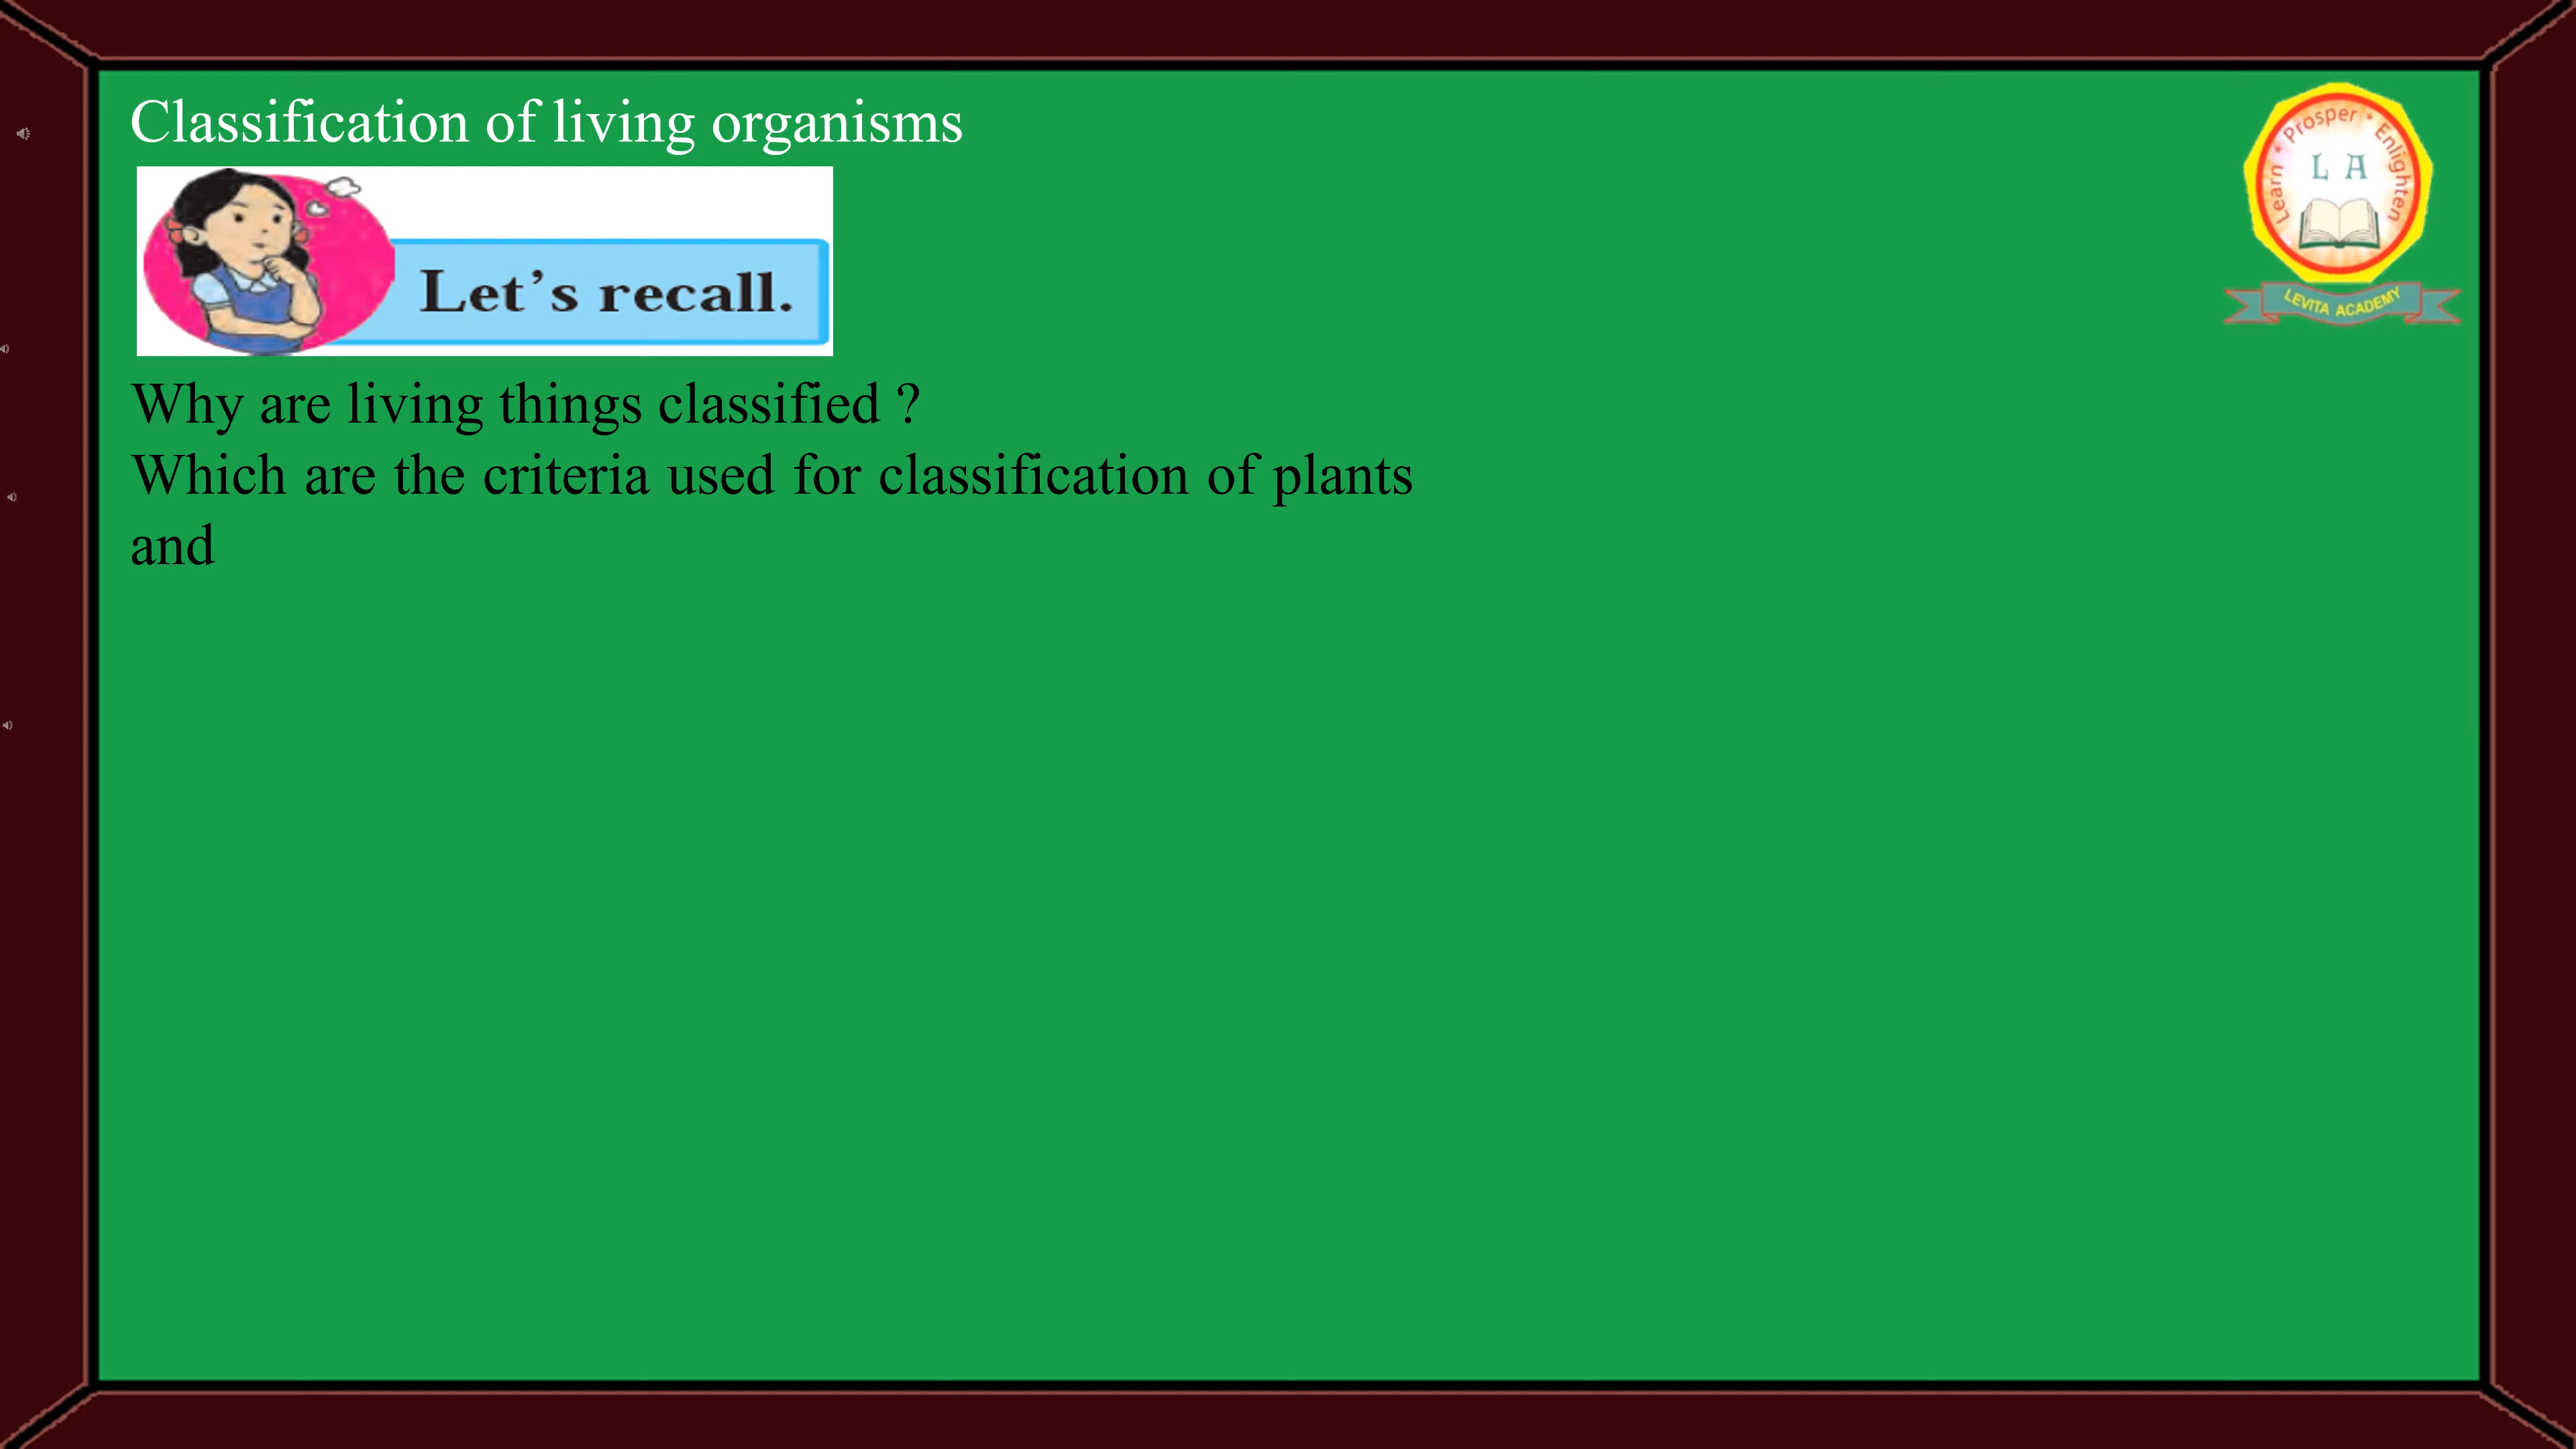 Classification of living organisms
Learn * Prosper * Enlighten
L A
LEVITA ACADEMY
Let's recall.
Why are living things classified ?
Which are the criteria used for classification of plants
and